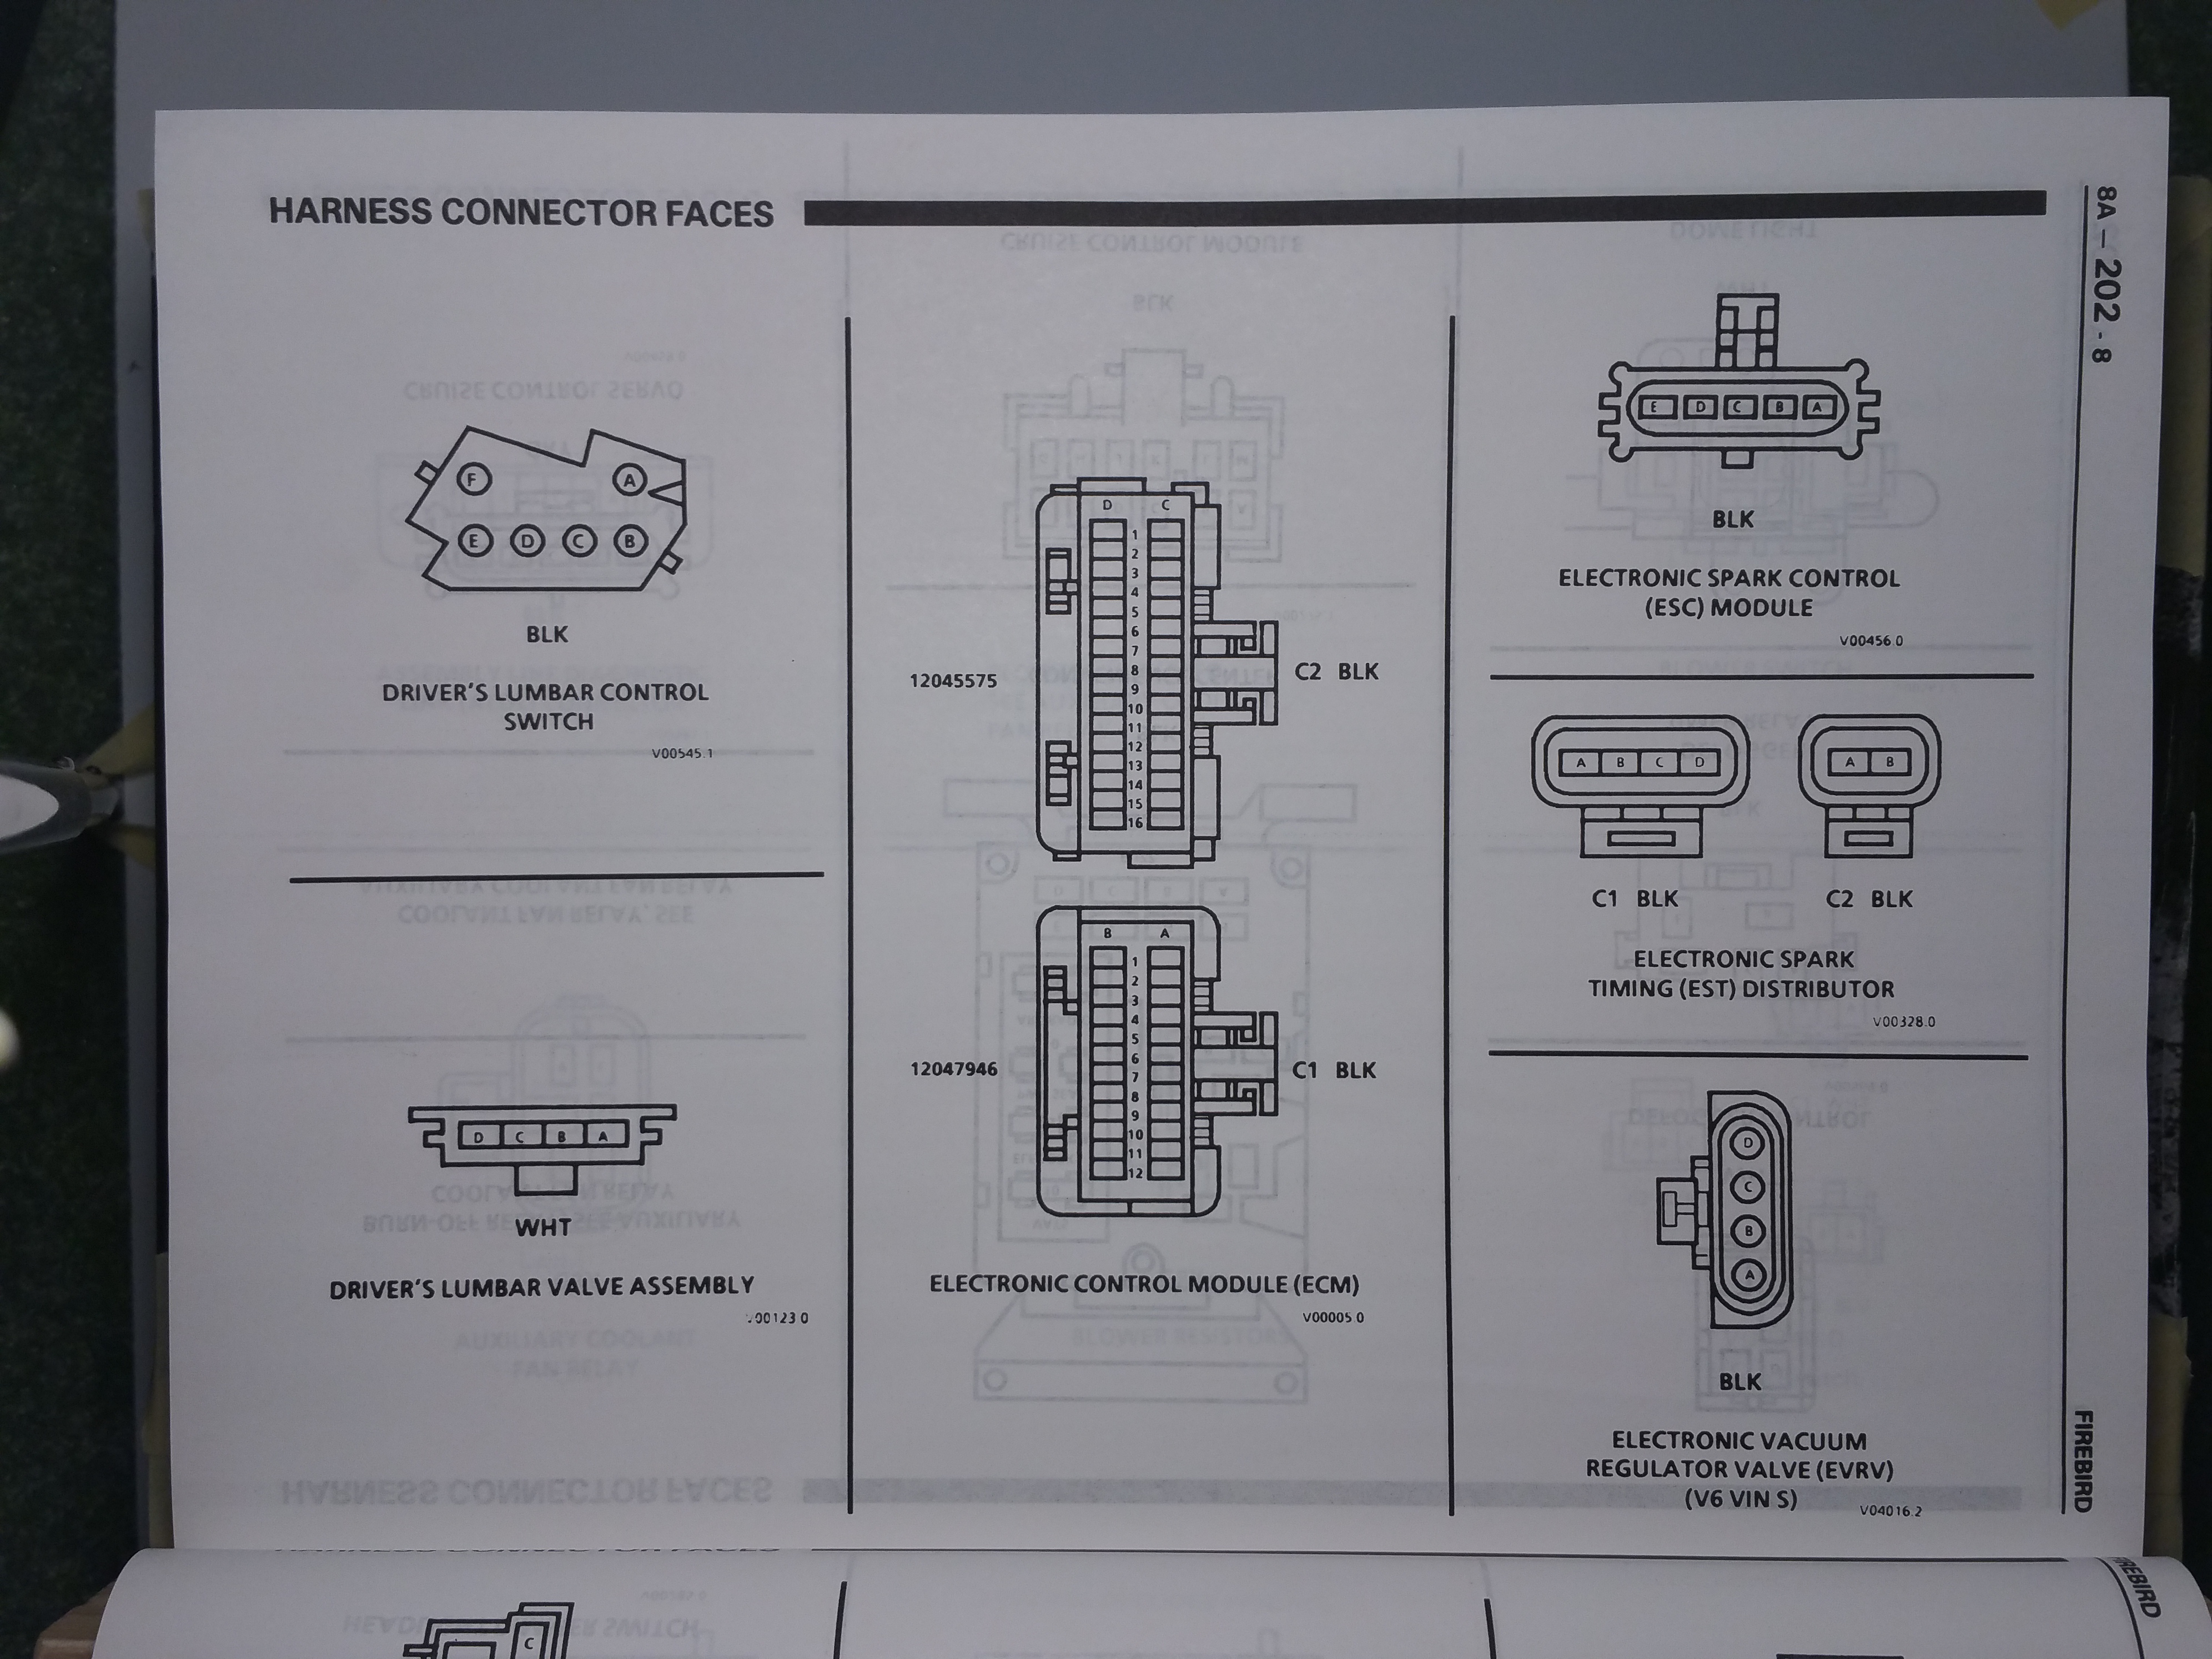 HARNESS CONNECTOR FACES
8A – 202 - 8
F A
E D C B
BLK
DRIVER'S LUMBAR CONTROL
SWITCH
V00545.1
D C B A
WHT
DRIVER'S LUMBAR VALVE ASSEMBLY
00123 0
D C
1
2
3
4
5
6
7
8
9
10
11
12
13
14
15
16
12045575
C2 BLK
B A
1
2
3
4
5
6
7
8
9
10
11
12
12047946
C1 BLK
ELECTRONIC CONTROL MODULE (ECM)
V00005.0
E D C B A
BLK
ELECTRONIC SPARK CONTROL
(ESC) MODULE
V00456.0
A B C D
A B
C1 BLK
C2 BLK
ELECTRONIC SPARK
TIMING (EST) DISTRIBUTOR
V00328.0
D
C
B
A
BLK
ELECTRONIC VACUUM
REGULATOR VALVE (EVRV)
(V6 VIN S)
V04016.2
FIREBIRD
FIREBIRD
C